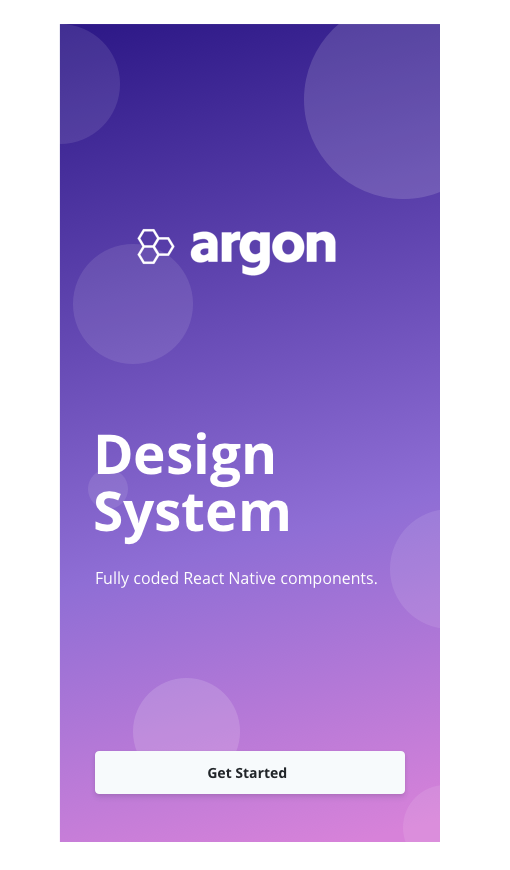 argon
Design
System
Fully coded React Native components.
Get Started